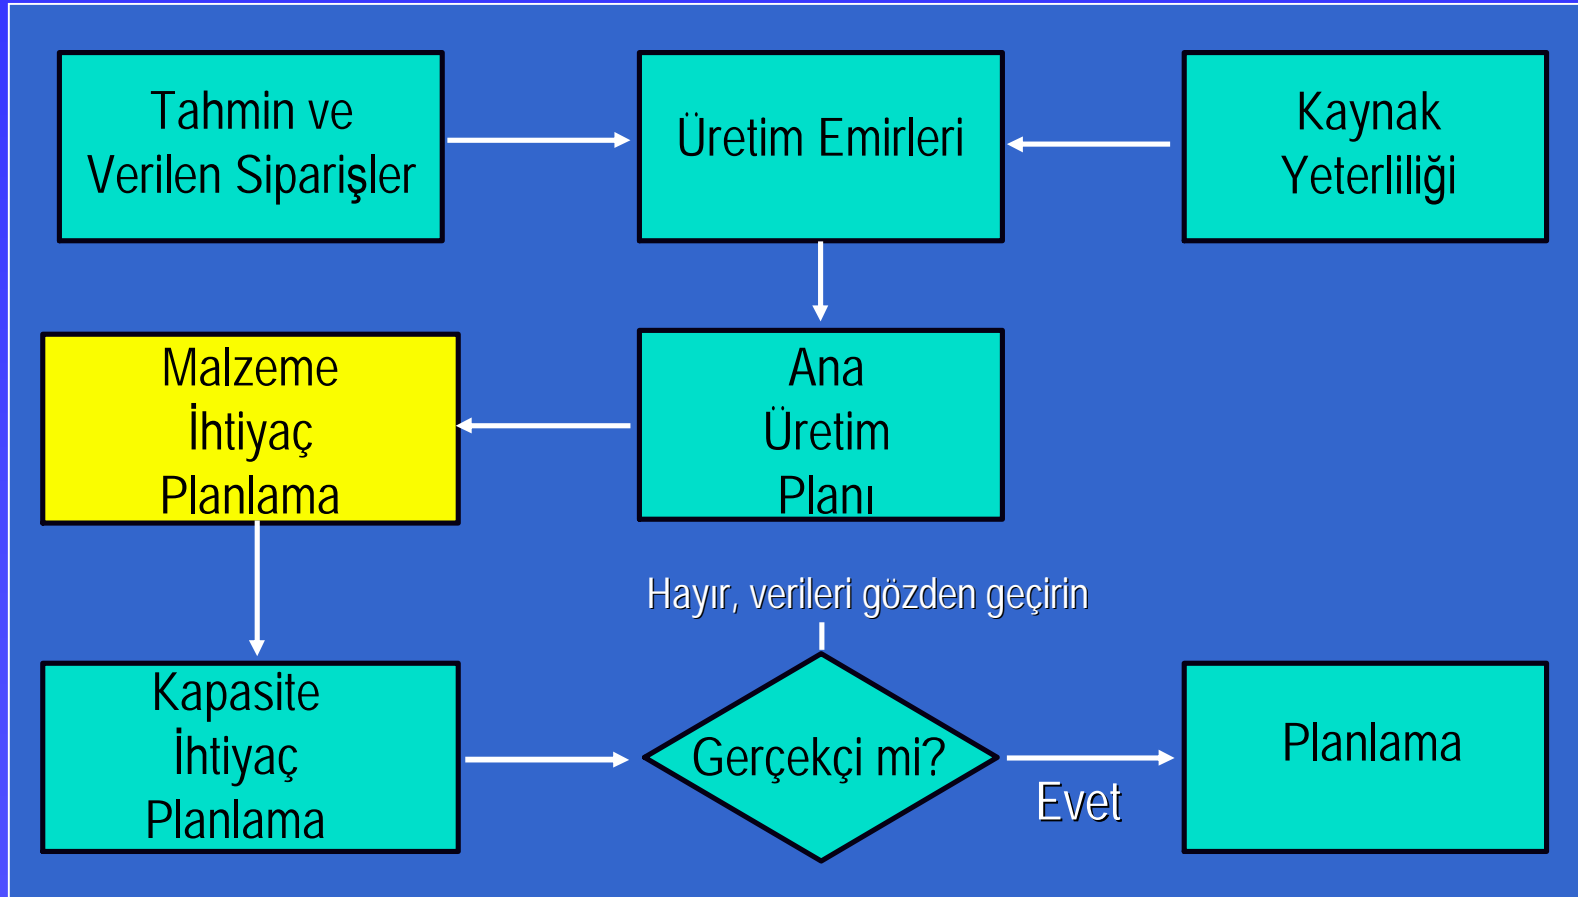 Tahmin ve
Verilen Siparişler
Üretim Emirleri
Kaynak
Yeterliliği
Malzeme
İhtiyaç
Planlama
Ana
Üretim
Planı
Hayır, verileri gözden geçirin
Kapasite
İhtiyaç
Planlama
Gerçekçi mi?
Evet
Planlama